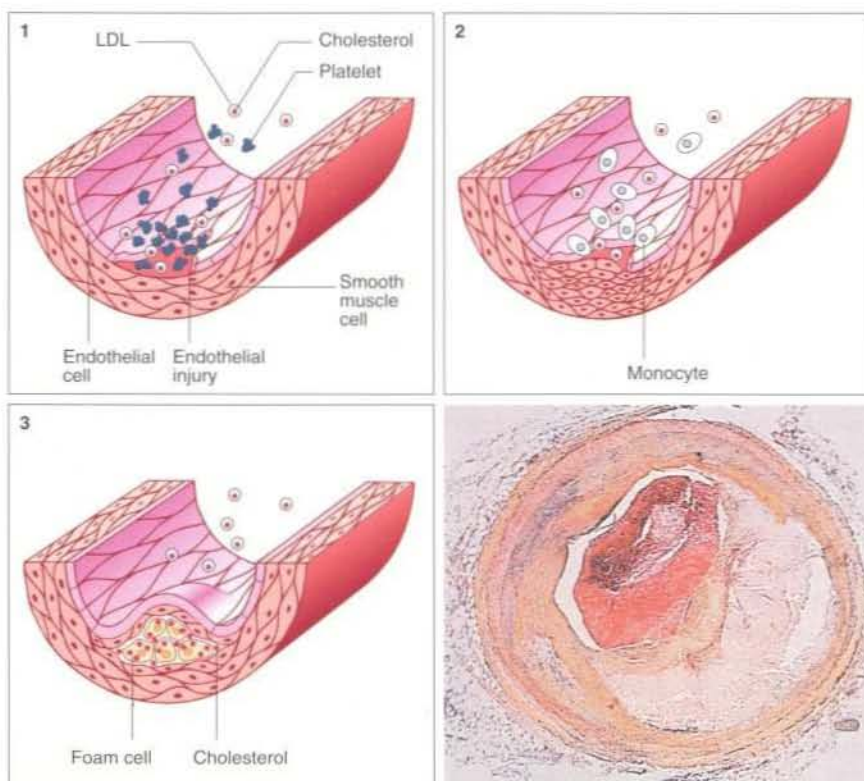 1
LDL
Cholesterol
Platelet
Smooth
muscle
cell
Endothelial
cell
Endothelial
injury
2
Monocyte
3
Foam cell
Cholesterol